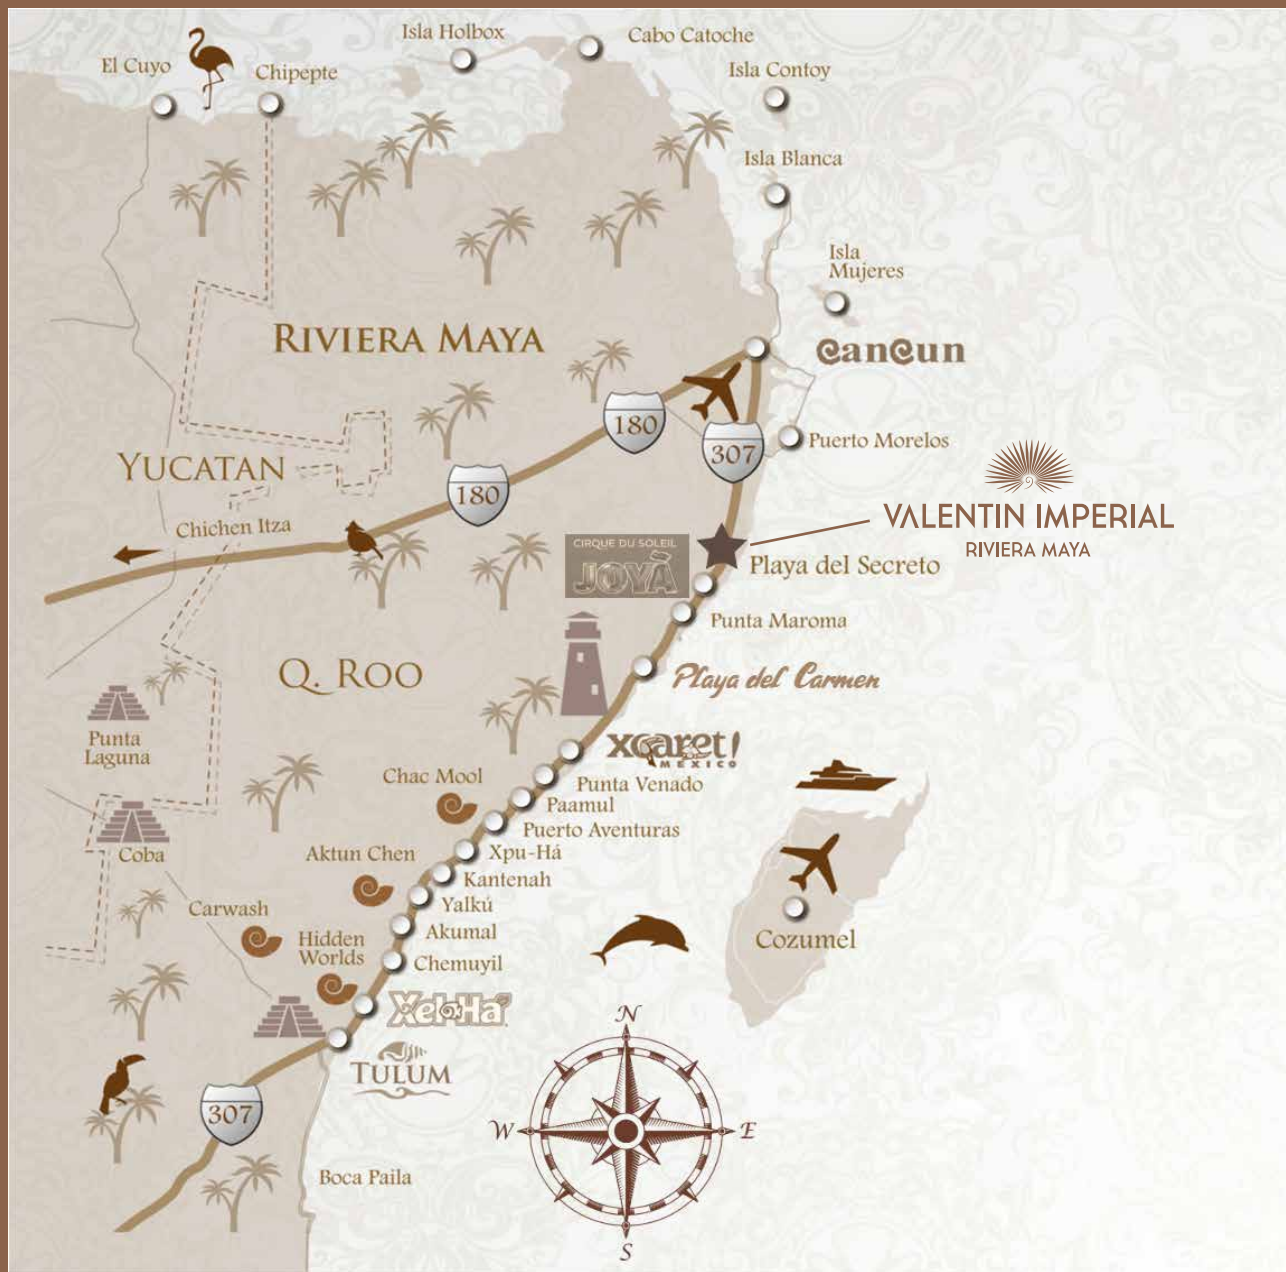 Isla Holbox
Cabo Catoche
El Cuyo
Chipepte
Isla Contoy
Isla Blanca
Isla
Mujeres
RIVIERA MAYA
CanCun
180
307
Puerto Morelos
YUCATAN
180
VALENTIN IMPERIAL
RIVIERA MAYA
Chichen Itza
CIRQUE DU SOLEIL
JOYÀ
Playa del Secreto
Punta Maroma
Q. ROO
Playa del Carmen
Punta
Laguna
xcaret!
MEXICO
Chac Mool
Punta Venado
Paamul
Puerto Aventuras
Coba
Aktun Chen
Xpu-Há
Kantenah
Yalkú
Carwash
Akumal
Hidden
Worlds
Chemuyil
Cozumel
Xel-Há
TULUM
307
Boca Paila
N
W
E
S